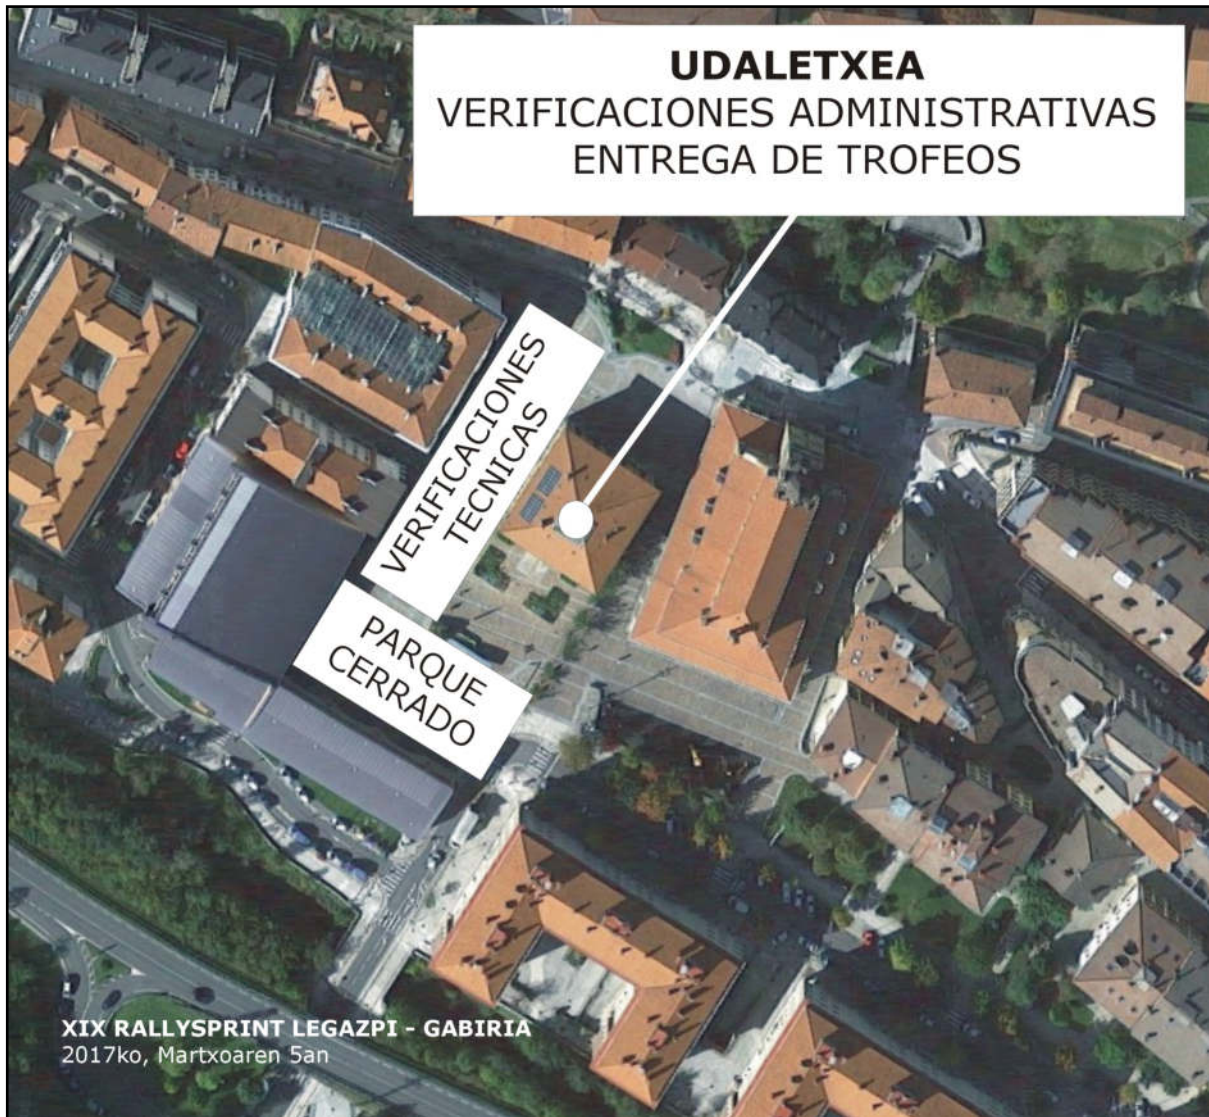 UDALETXEA
VERIFICACIONES ADMINISTRATIVAS
ENTREGA DE TROFEOS
VERIFICACIONES
TECNICAS
PARQUE
CERRADO
XIX RALLYSPRINT LEGAZPI - GABIRIA
2017ko, Martxoaren 5an